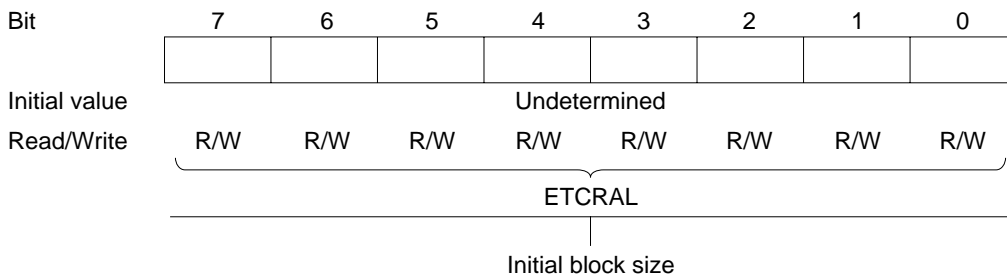 Bit 7 6 5 4 3 2 1 0
Initial value Undetermined
Read/Write R/W R/W R/W R/W R/W R/W R/W R/W
ETCRAL
Initial block size